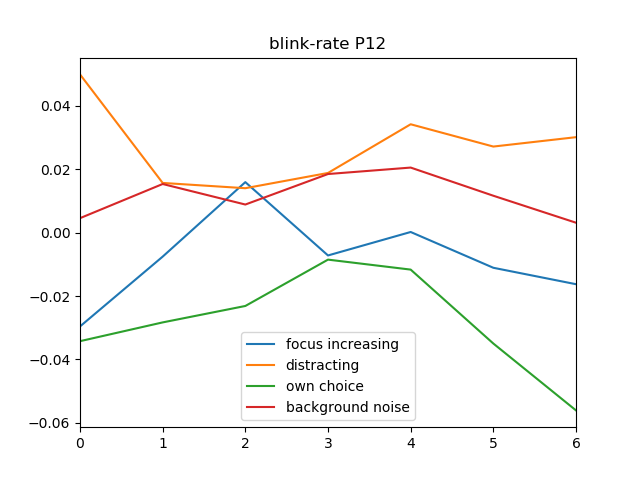 blink-rate P12
0.04
0.02
0.00
−0.02
−0.04
−0.06
focus increasing
distracting
own choice
background noise
0 1 2 3 4 5 6